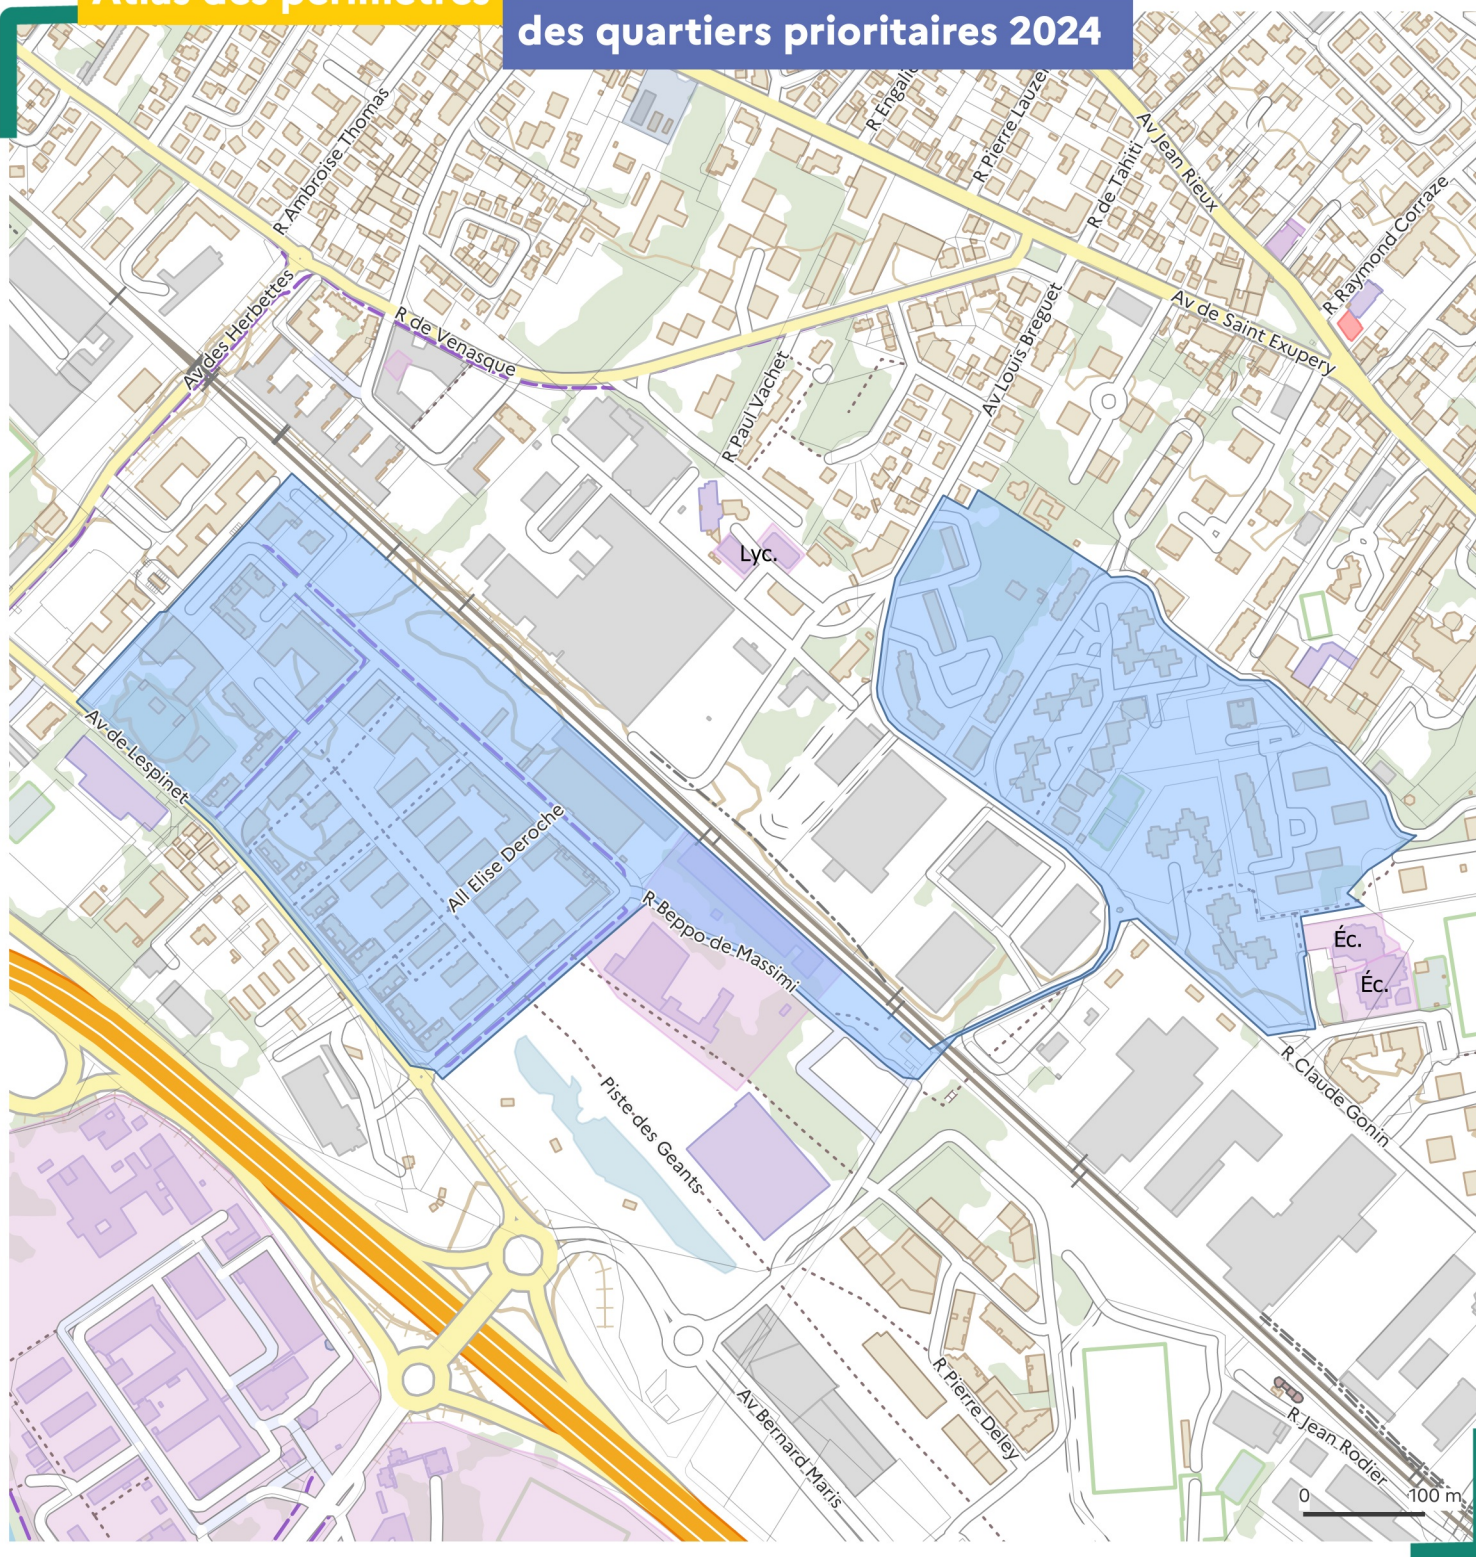 Atlas des périmètres
des quartiers prioritaires 2024
R Ambroise Thomas
R Engalie
R Pierre Lauzer
Av Jean Rieux
R de Tahiti
R Raymond Corraze
Av des Herbettes
R de Venasque
Av Louis Breguet
Av de Saint Exupery
R Paul Vachet
Lyc.
Av de Lespinet
All Elise Deroche
R Beppo de Massimi
Éc.
Éc.
R Claude Gonin
Piste des Geants
R Pierre Deley
Av Bernard Maris
R Jean Rodier
0 100 m